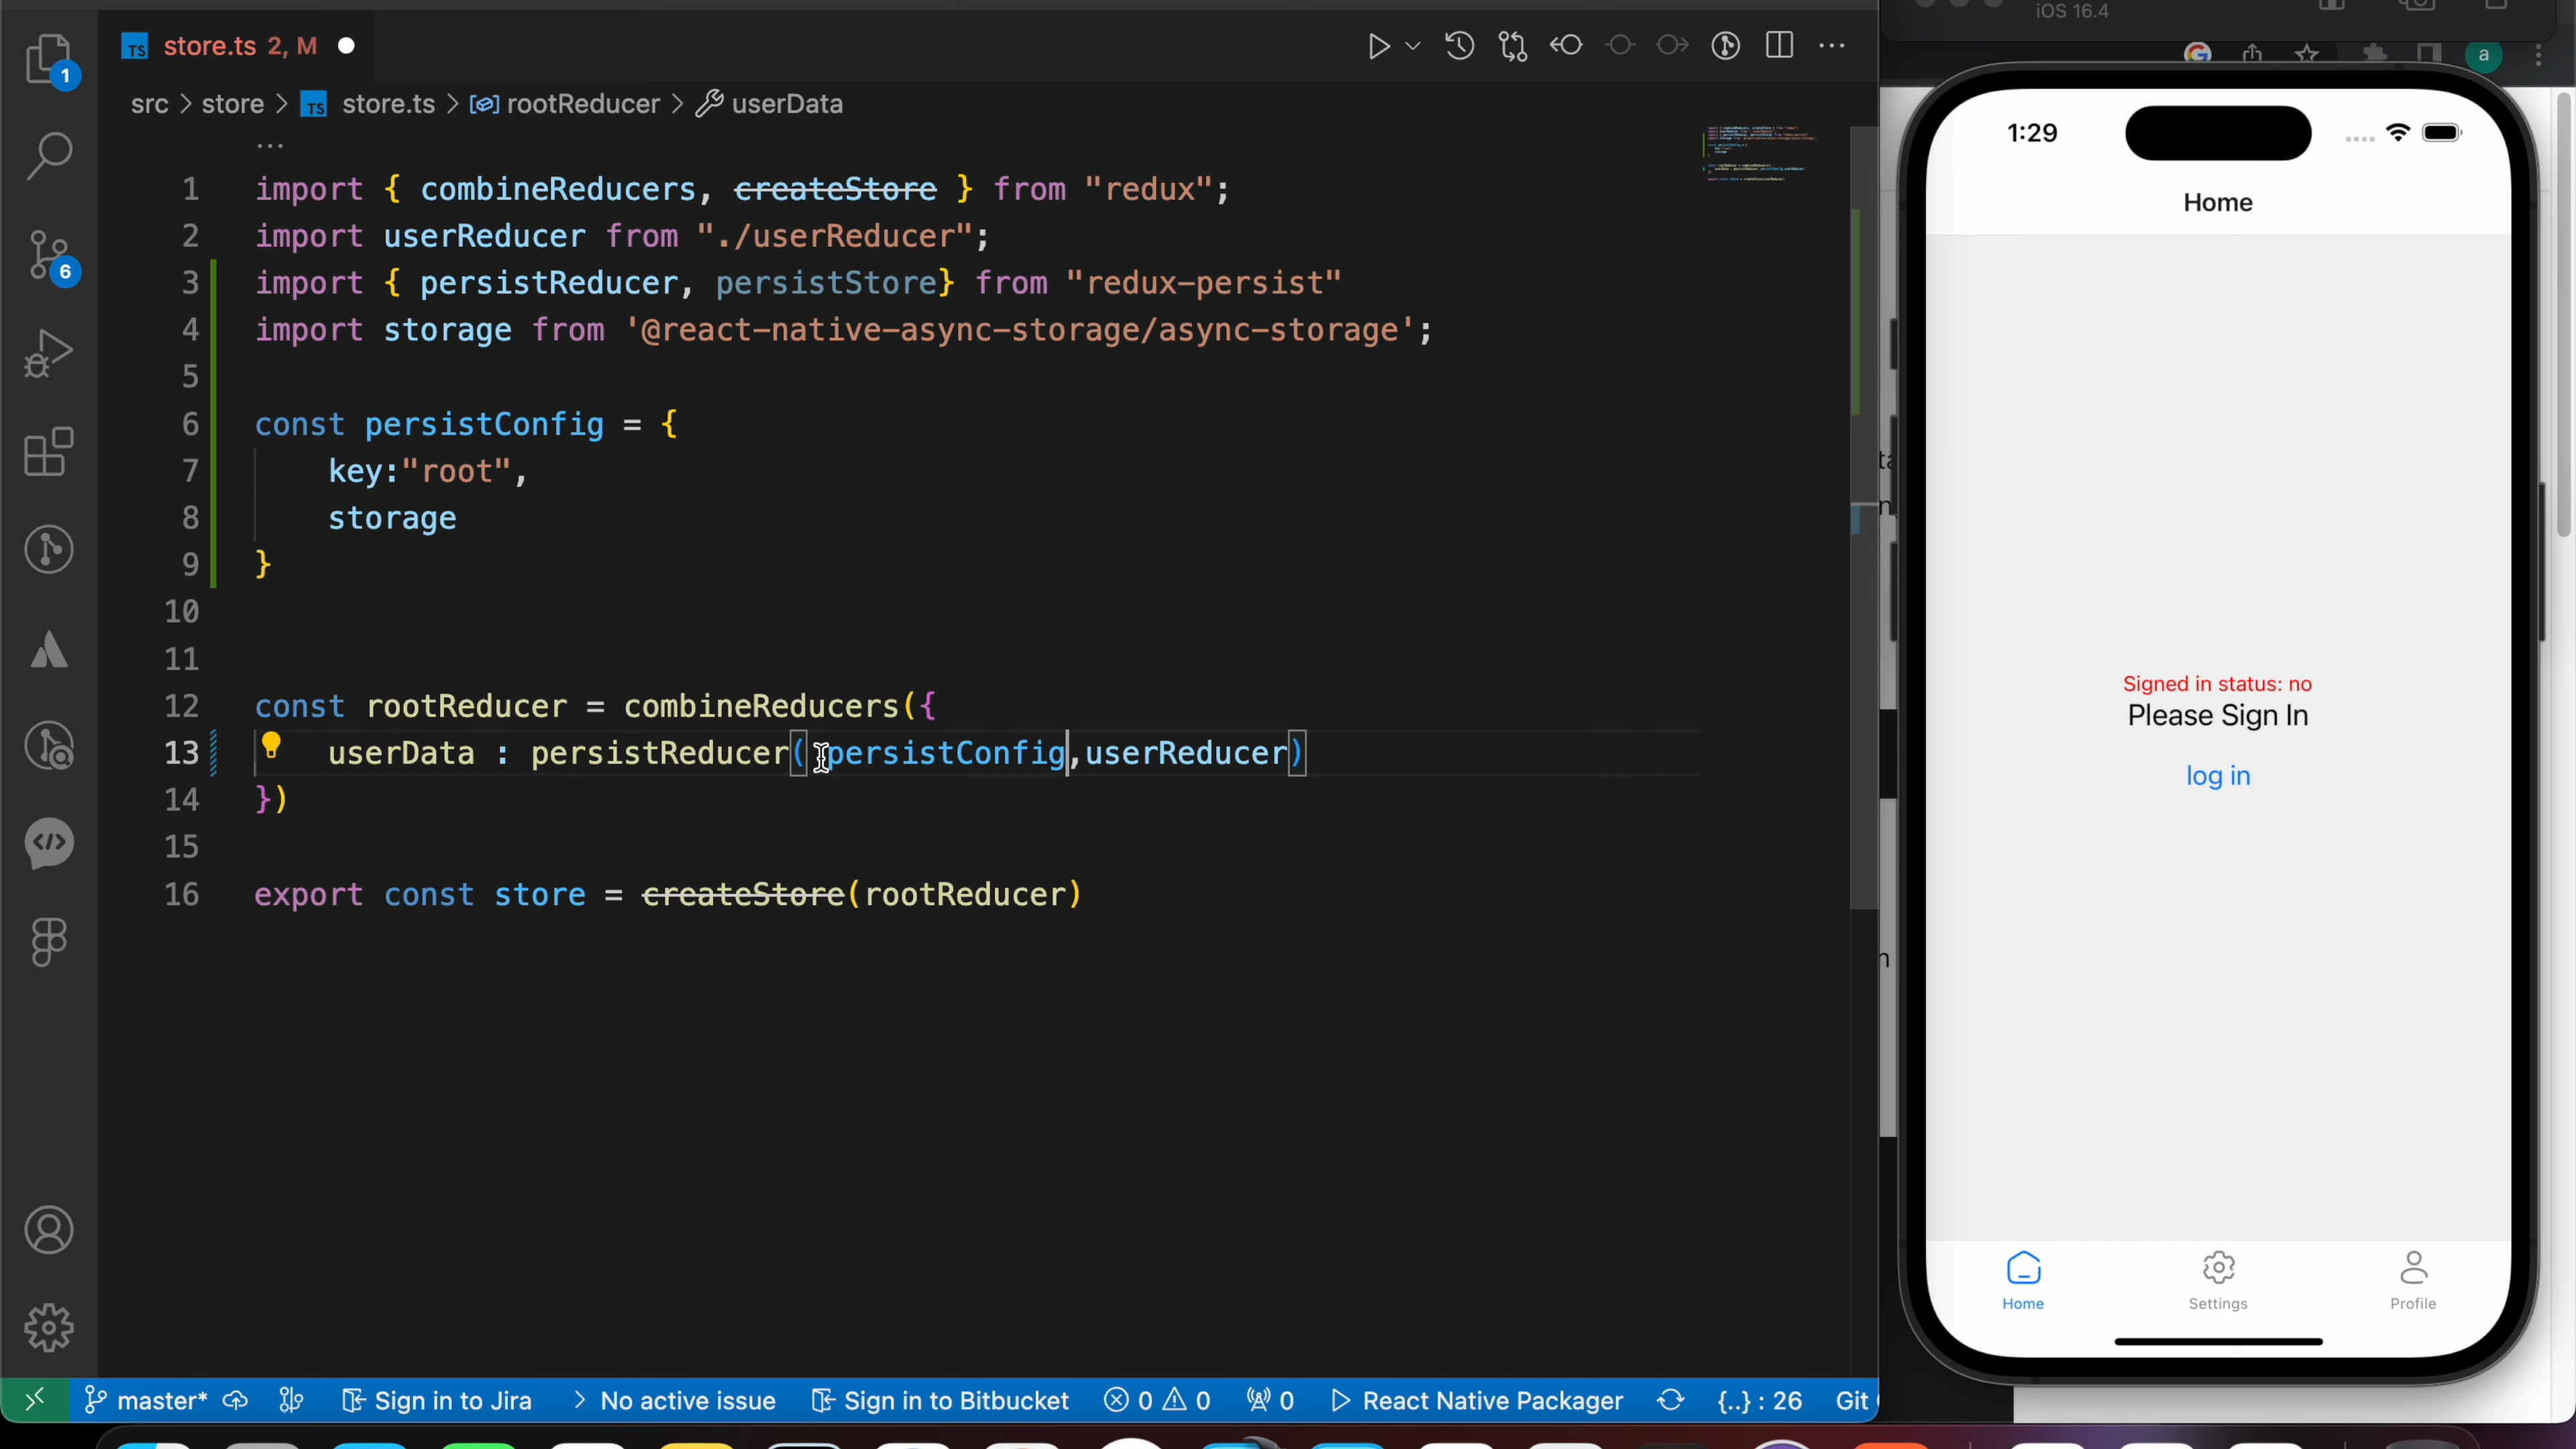 iOS 16.4
store.ts 2, M
src > store > TS store.ts > rootReducer > userData
...
1 import { combineReducers, createStore } from "redux";
2 import userReducer from "./userReducer";
3 import { persistReducer, persistStore} from "redux-persist"
4 import storage from '@react-native-async-storage/async-storage';
5
6 const persistConfig = {
7 key:"root",
8 storage
9 }
10
11
12 const rootReducer = combineReducers({
13 userData : persistReducer( persistConfig,userReducer)
14 })
15
16 export const store = createStore(rootReducer)
1
6
a
1:29
Home
Signed in status: no
Please Sign In
log in
Home Settings Profile
master* Sign in to Jira > No active issue Sign in to Bitbucket 0 0 0 React Native Packager {..} : 26 Git